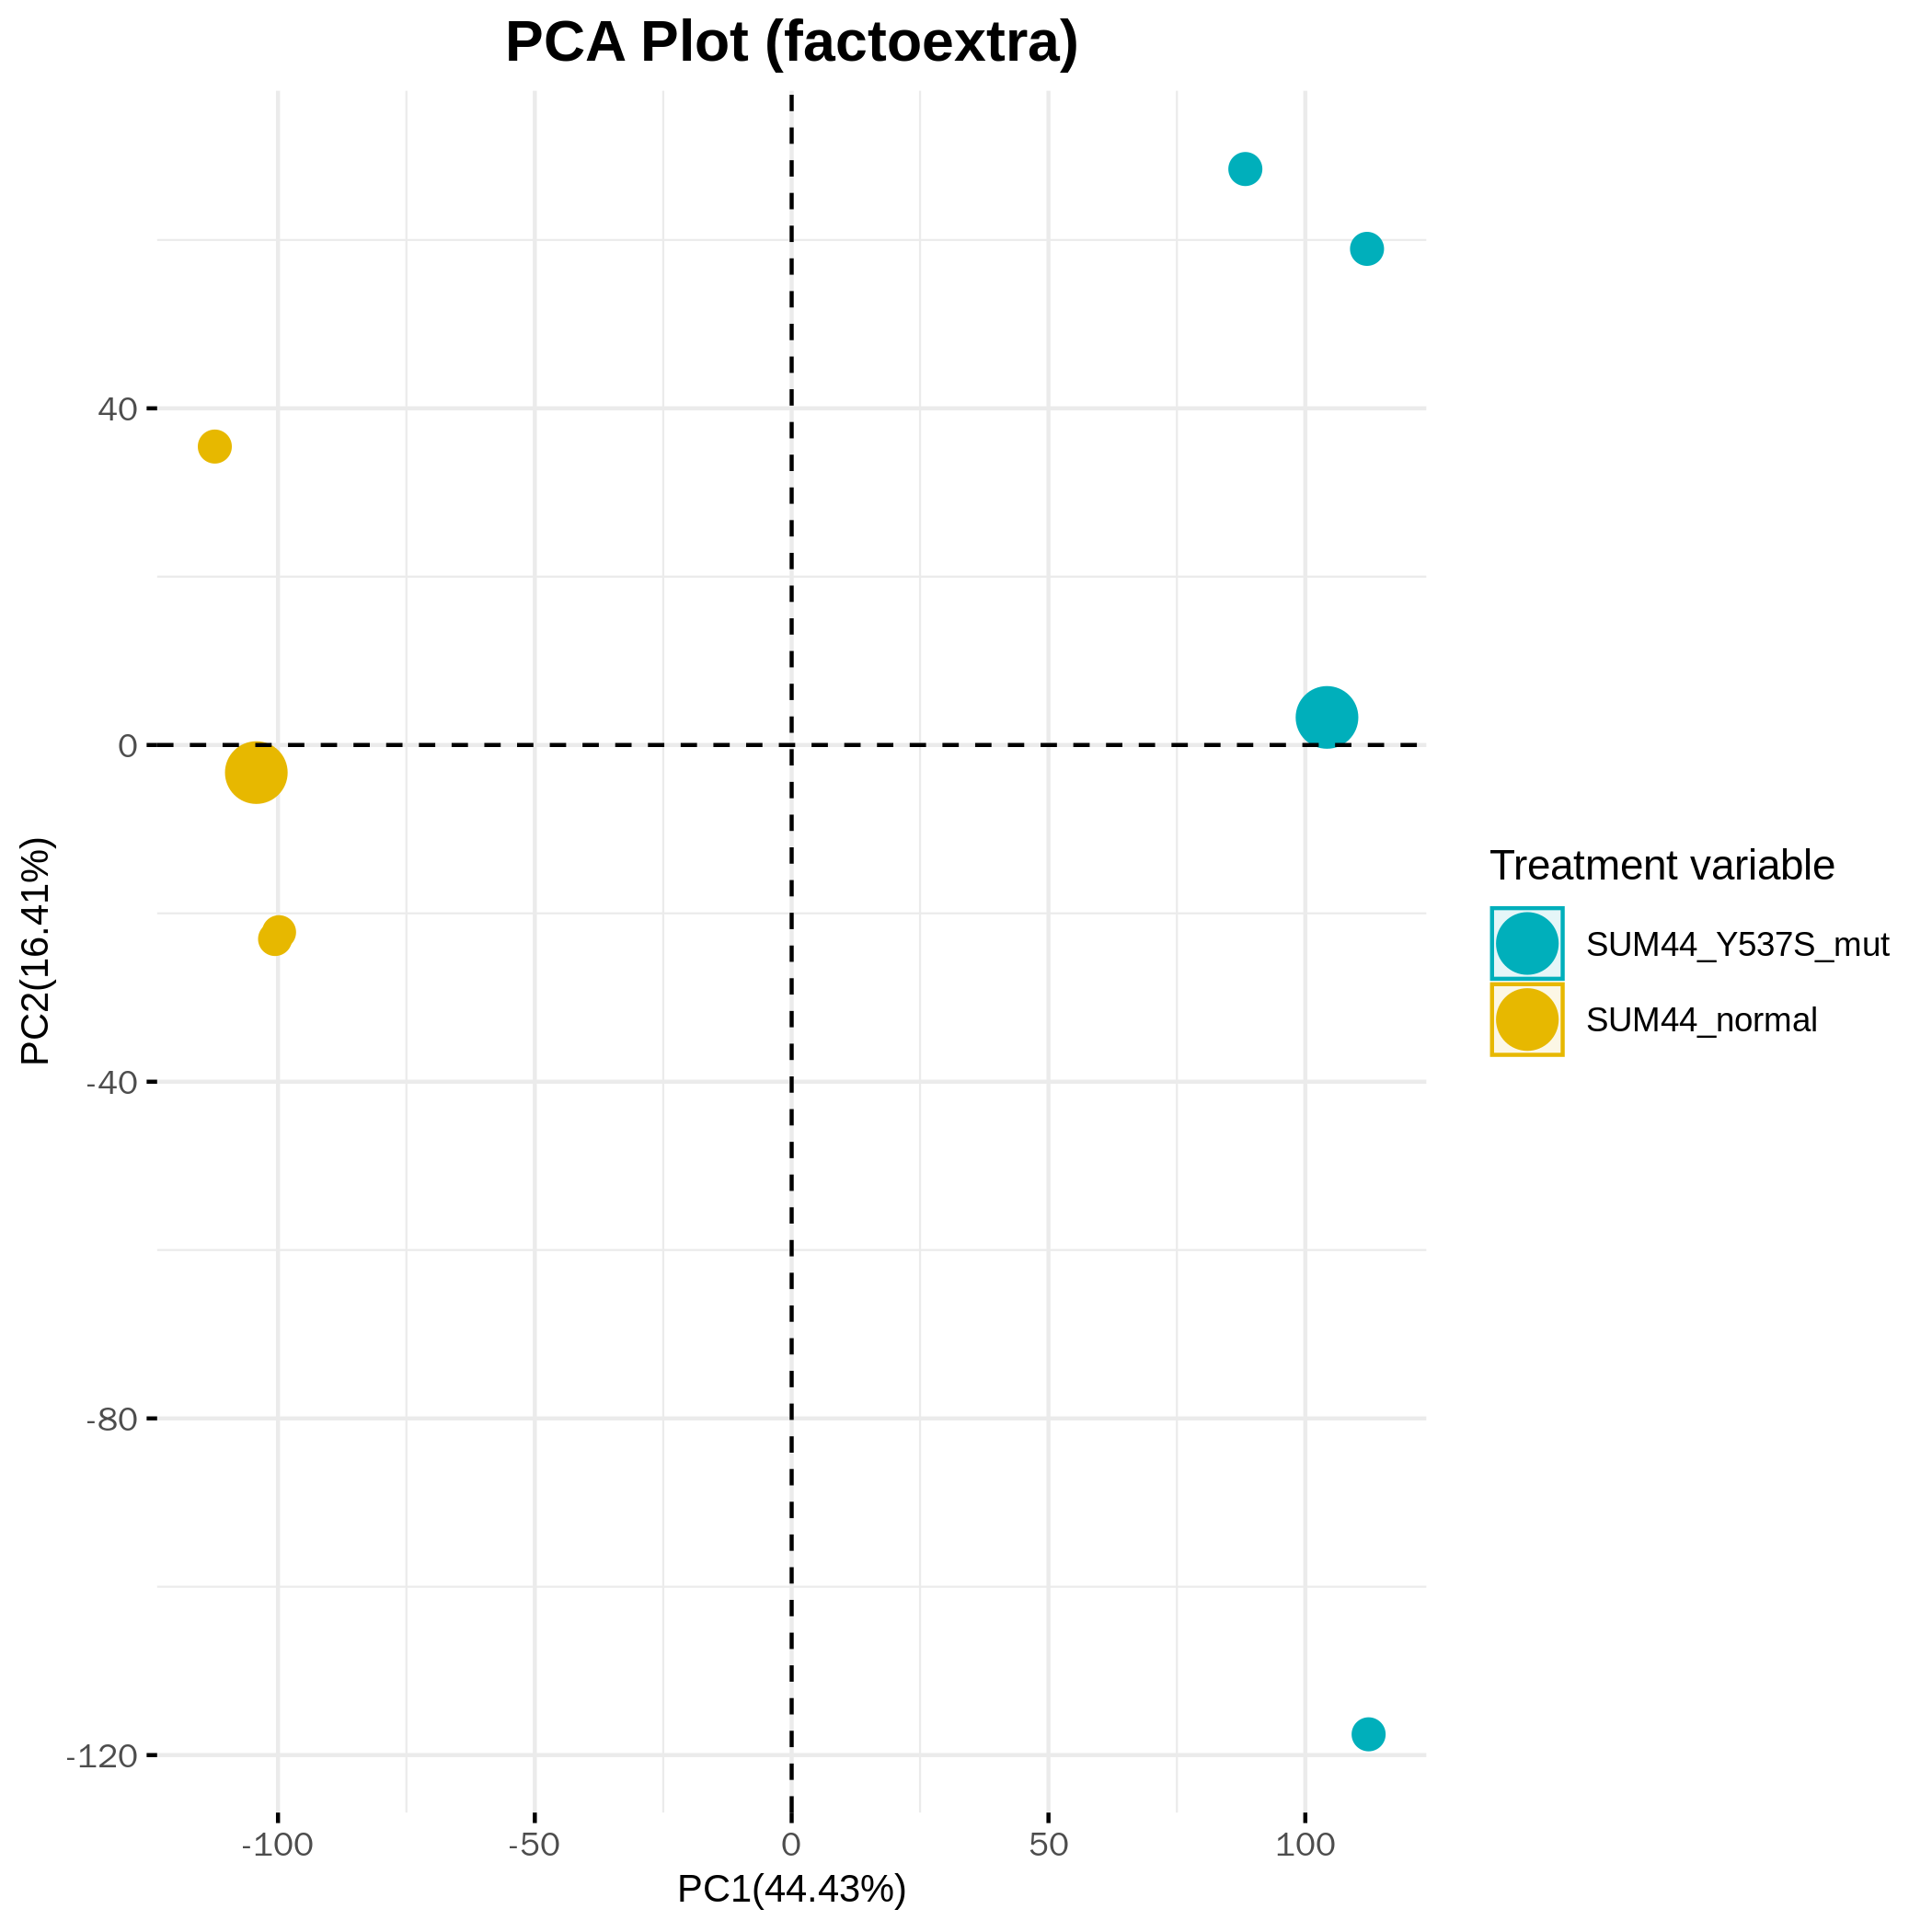 PCA Plot (factoextra)
40
0
-40
-80
-120
PC2(16.41%)
-100 -50 0 50 100
PC1(44.43%)
Treatment variable
SUM44_Y537S_mut
SUM44_normal